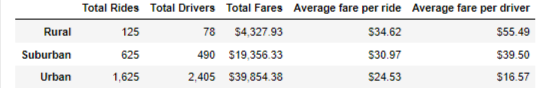 Total Rides Total Drivers Total Fares Average fare per ride Average fare per driver
Rural 125 78 $4,327.93 $34.62 $55.49
Suburban 625 490 $19,356.33 $30.97 $39.50
Urban 1,625 2,405 $39,854.38 $24.53 $16.57